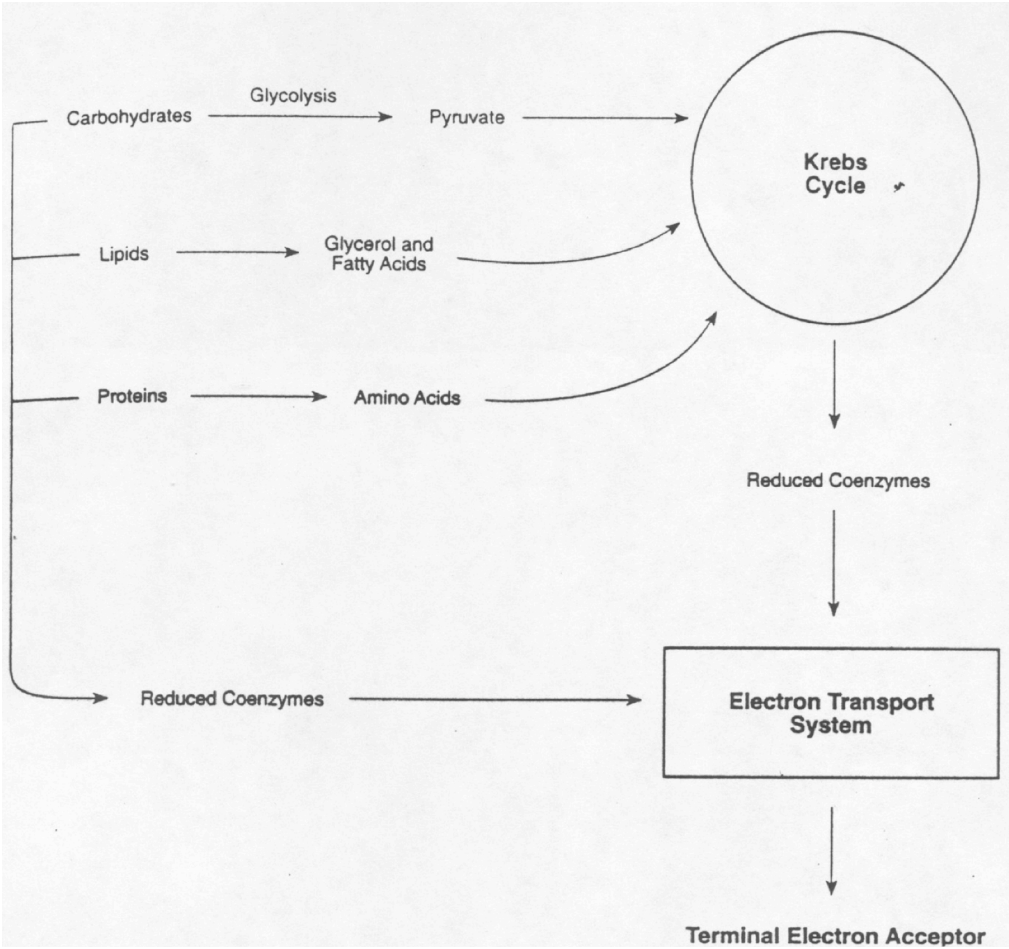 Glycolysis
Carbohydrates
Pyruvate
Krebs
Cycle
Lipids
Glycerol and
Fatty Acids
Proteins
Amino Acids
Reduced Coenzymes
Reduced Coenzymes
Electron Transport
System
Terminal Electron Acceptor